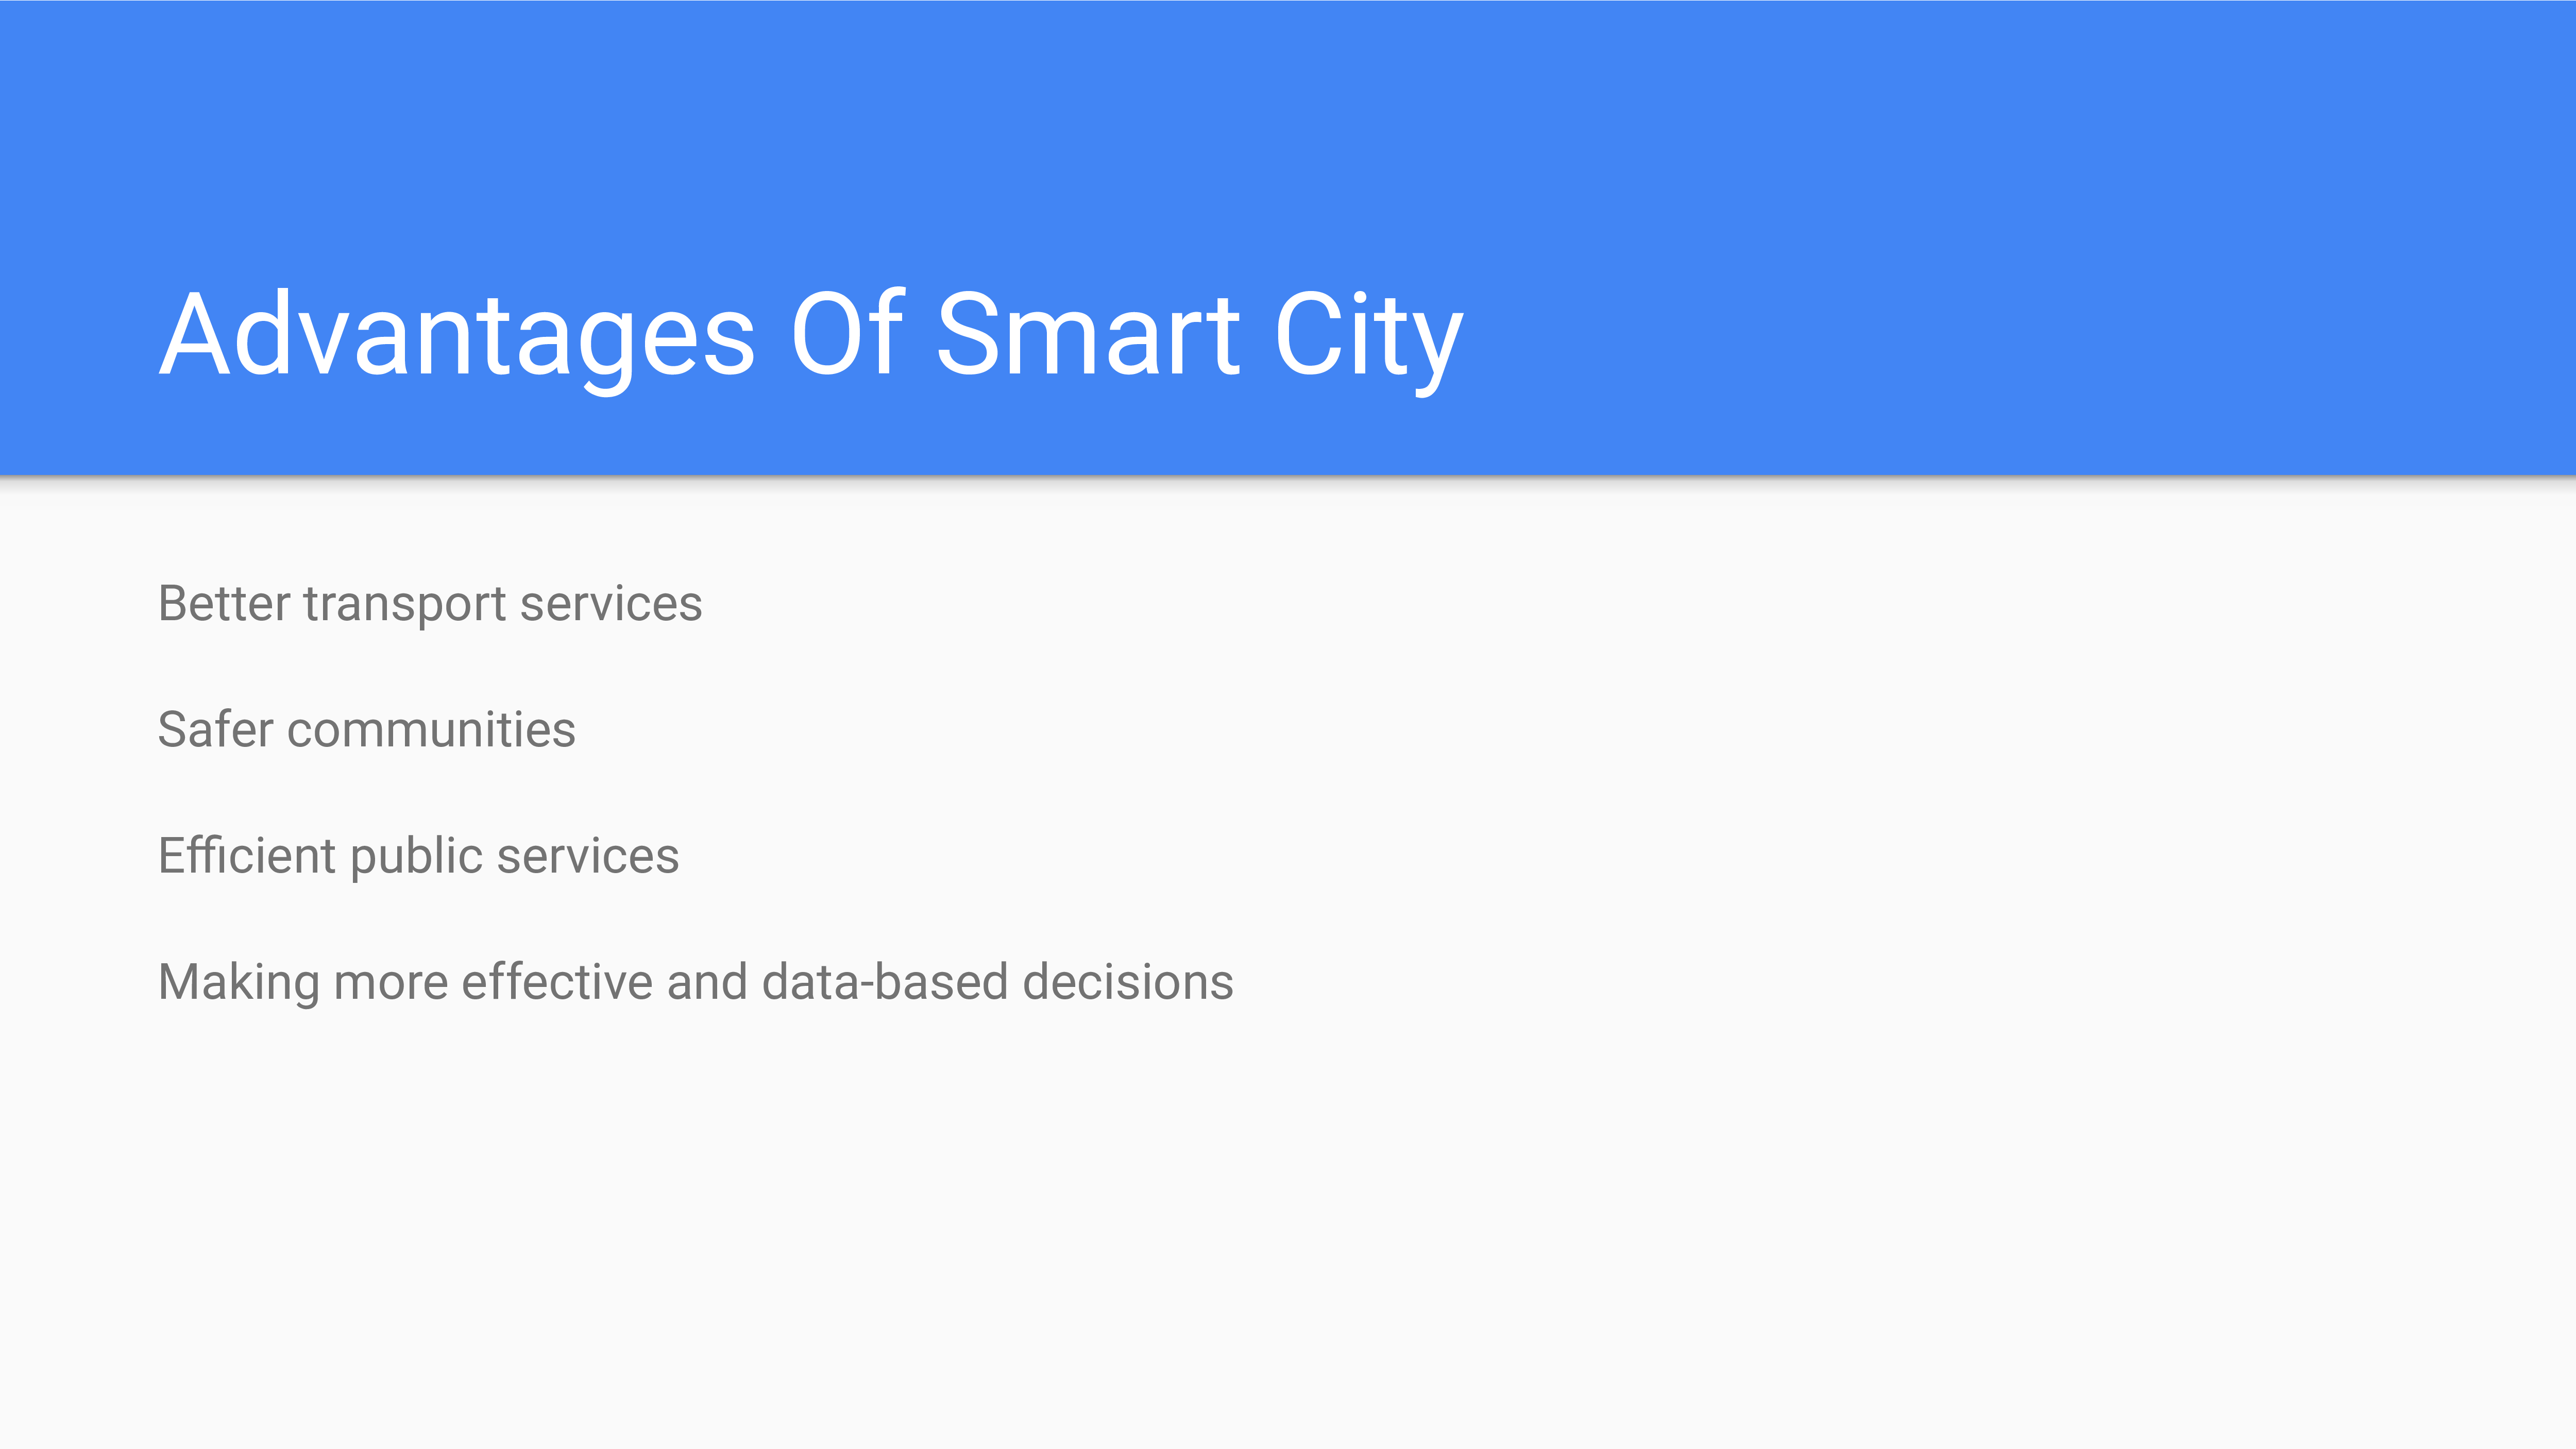 Advantages Of Smart City
Better transport services
Safer communities
Efficient public services
Making more effective and data-based decisions